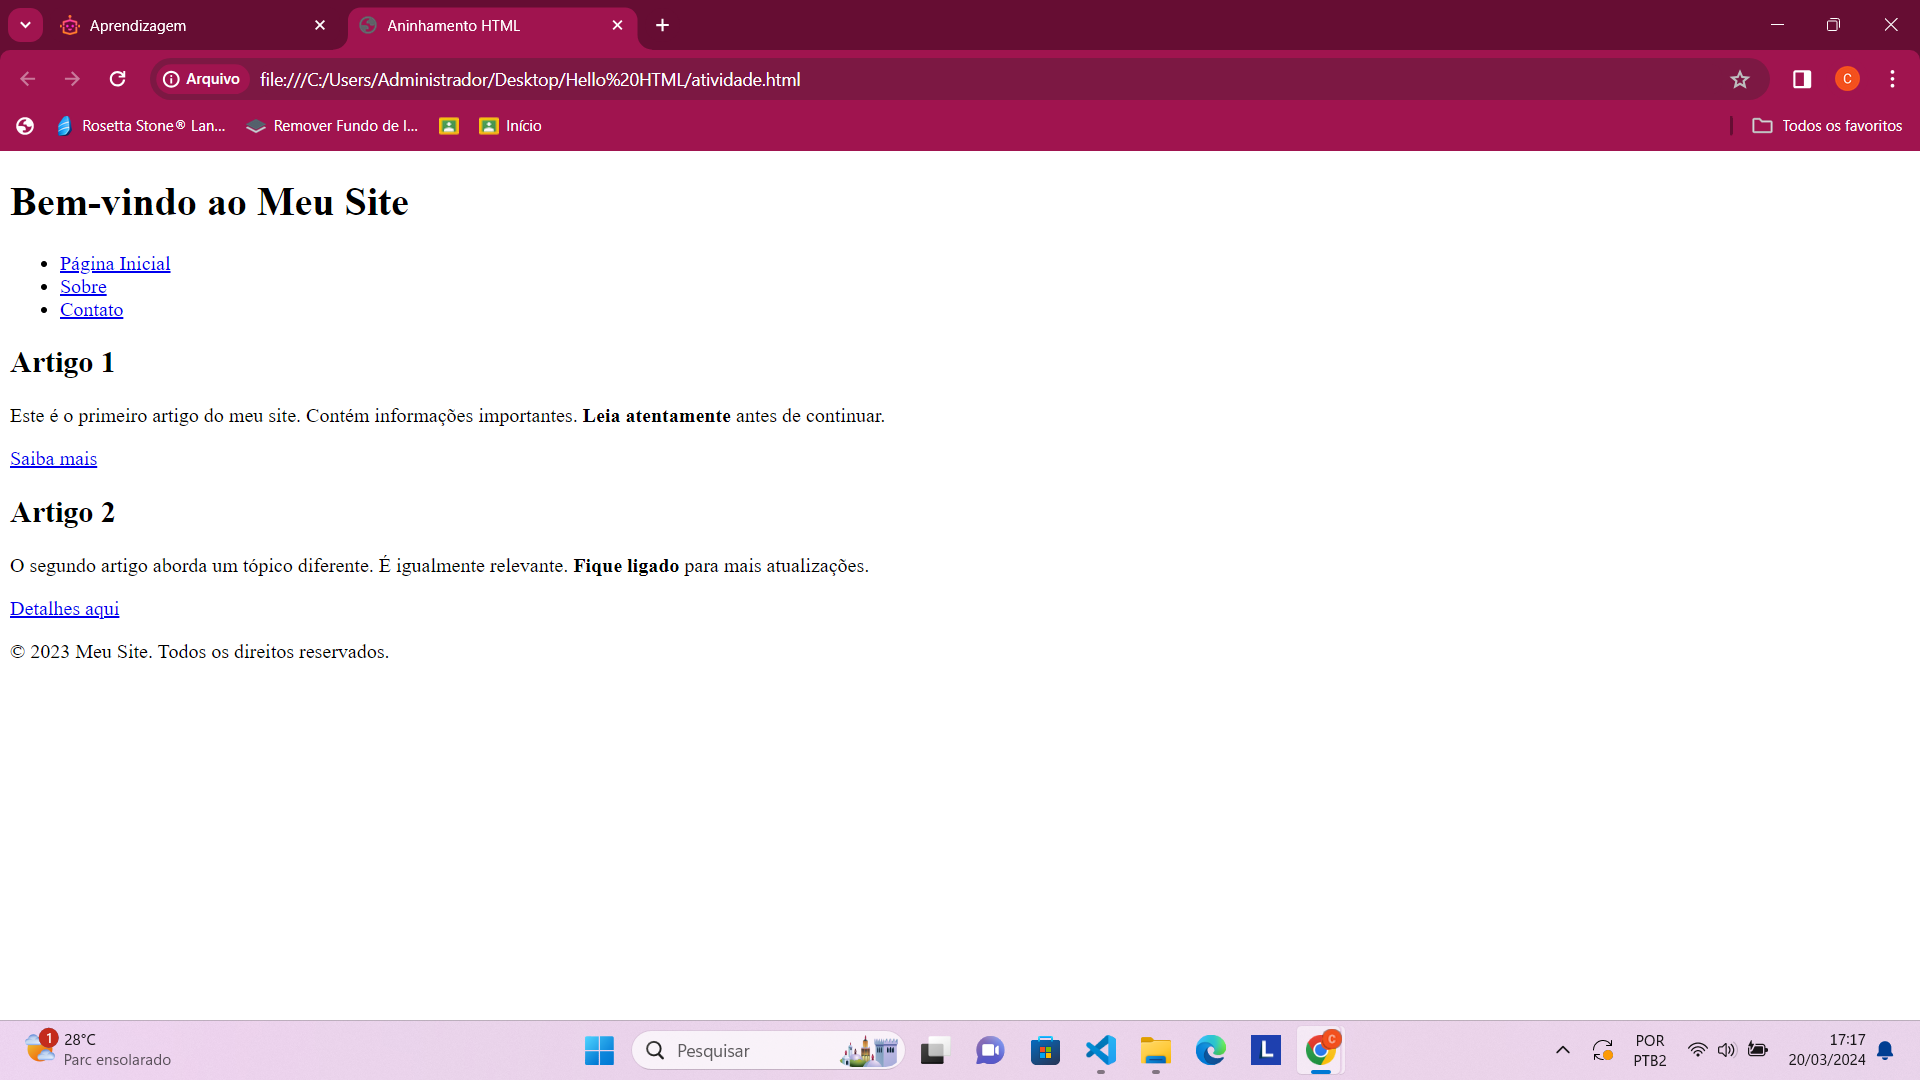 Aprendizagem
Aninhamento HTML
Arquivo
file:///C:/Users/Administrador/Desktop/Hello%20HTML/atividade.html
C
Rosetta Stone® Lan...
Remover Fundo de I...
Início
Todos os favoritos
Bem-vindo ao Meu Site
Página Inicial
Sobre
Contato
Artigo 1
Este é o primeiro artigo do meu site. Contém informações importantes. Leia atentamente antes de continuar.
Saiba mais
Artigo 2
O segundo artigo aborda um tópico diferente. É igualmente relevante. Fique ligado para mais atualizações.
Detalhes aqui
© 2023 Meu Site. Todos os direitos reservados.
1
28°C
Parc ensolarado
Pesquisar
L
C
POR
PTB2
17:17
20/03/2024